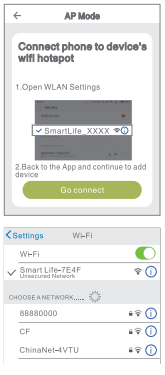 AP Mode
Connect phone to device's
wifi hotspot
1.Open WLAN Settings
SmartLife_XXXX
2.Back to the App and continue to add
device
Go connect
Settings Wi-Fi
Wi-Fi
Smart Life-7E4F
Unsecured Network
CHOOSE A NETWORK.....
88880000
CF
ChinaNet-4VTU